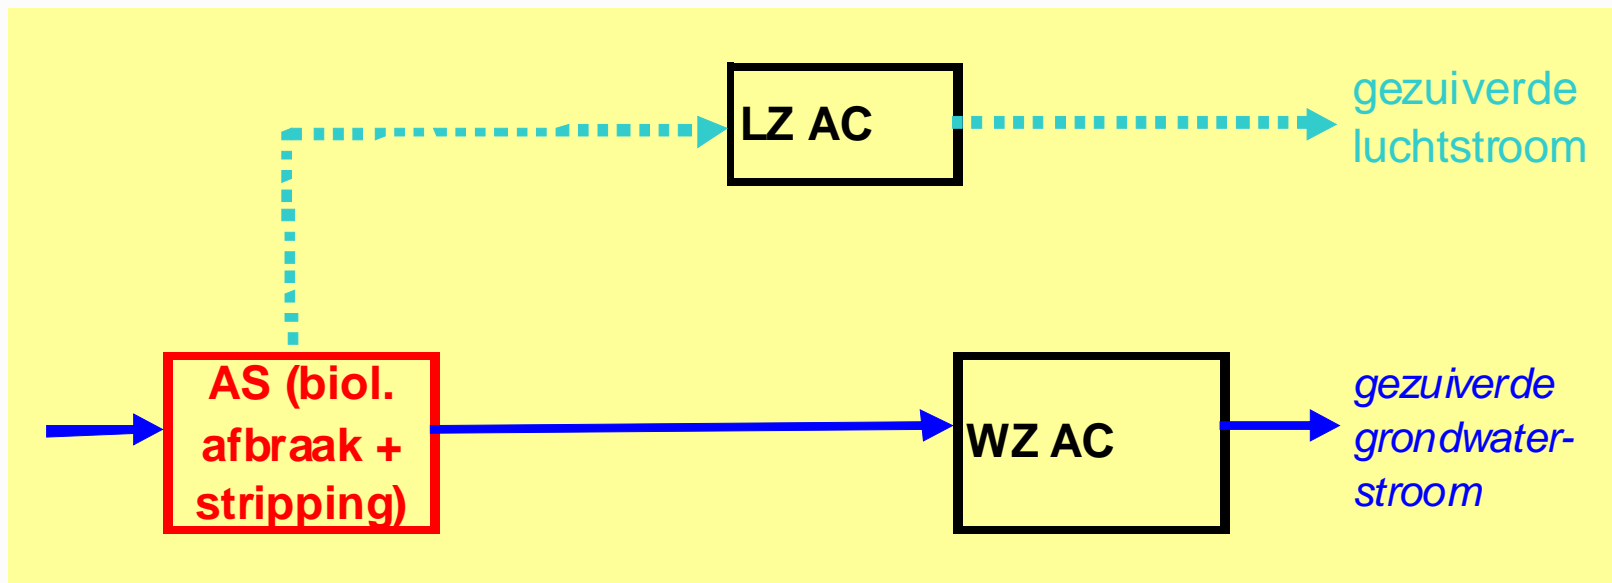 LZ AC
gezuiverde
luchtstroom
AS (biol.
afbraak +
stripping)
WZ AC
gezuiverde
grondwater-
stroom